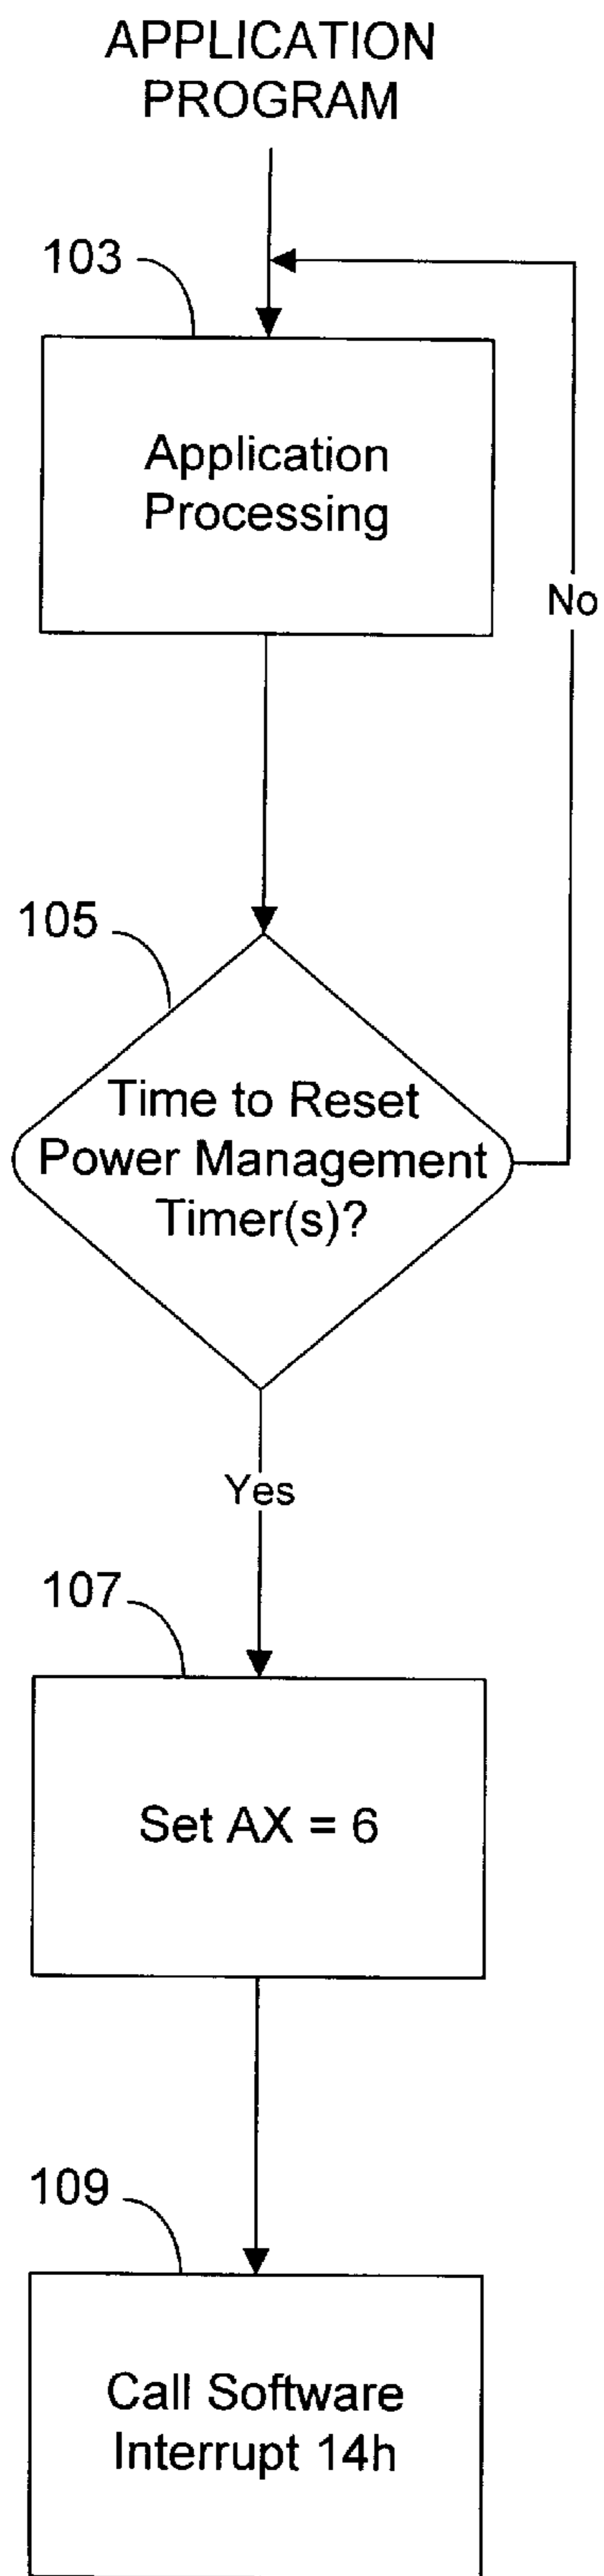 APPLICATION
PROGRAM
103
Application
Processing
No
105
Time to Reset
Power Management
Timer(s)?
Yes
107
Set AX = 6
109
Call Software
Interrupt 14h